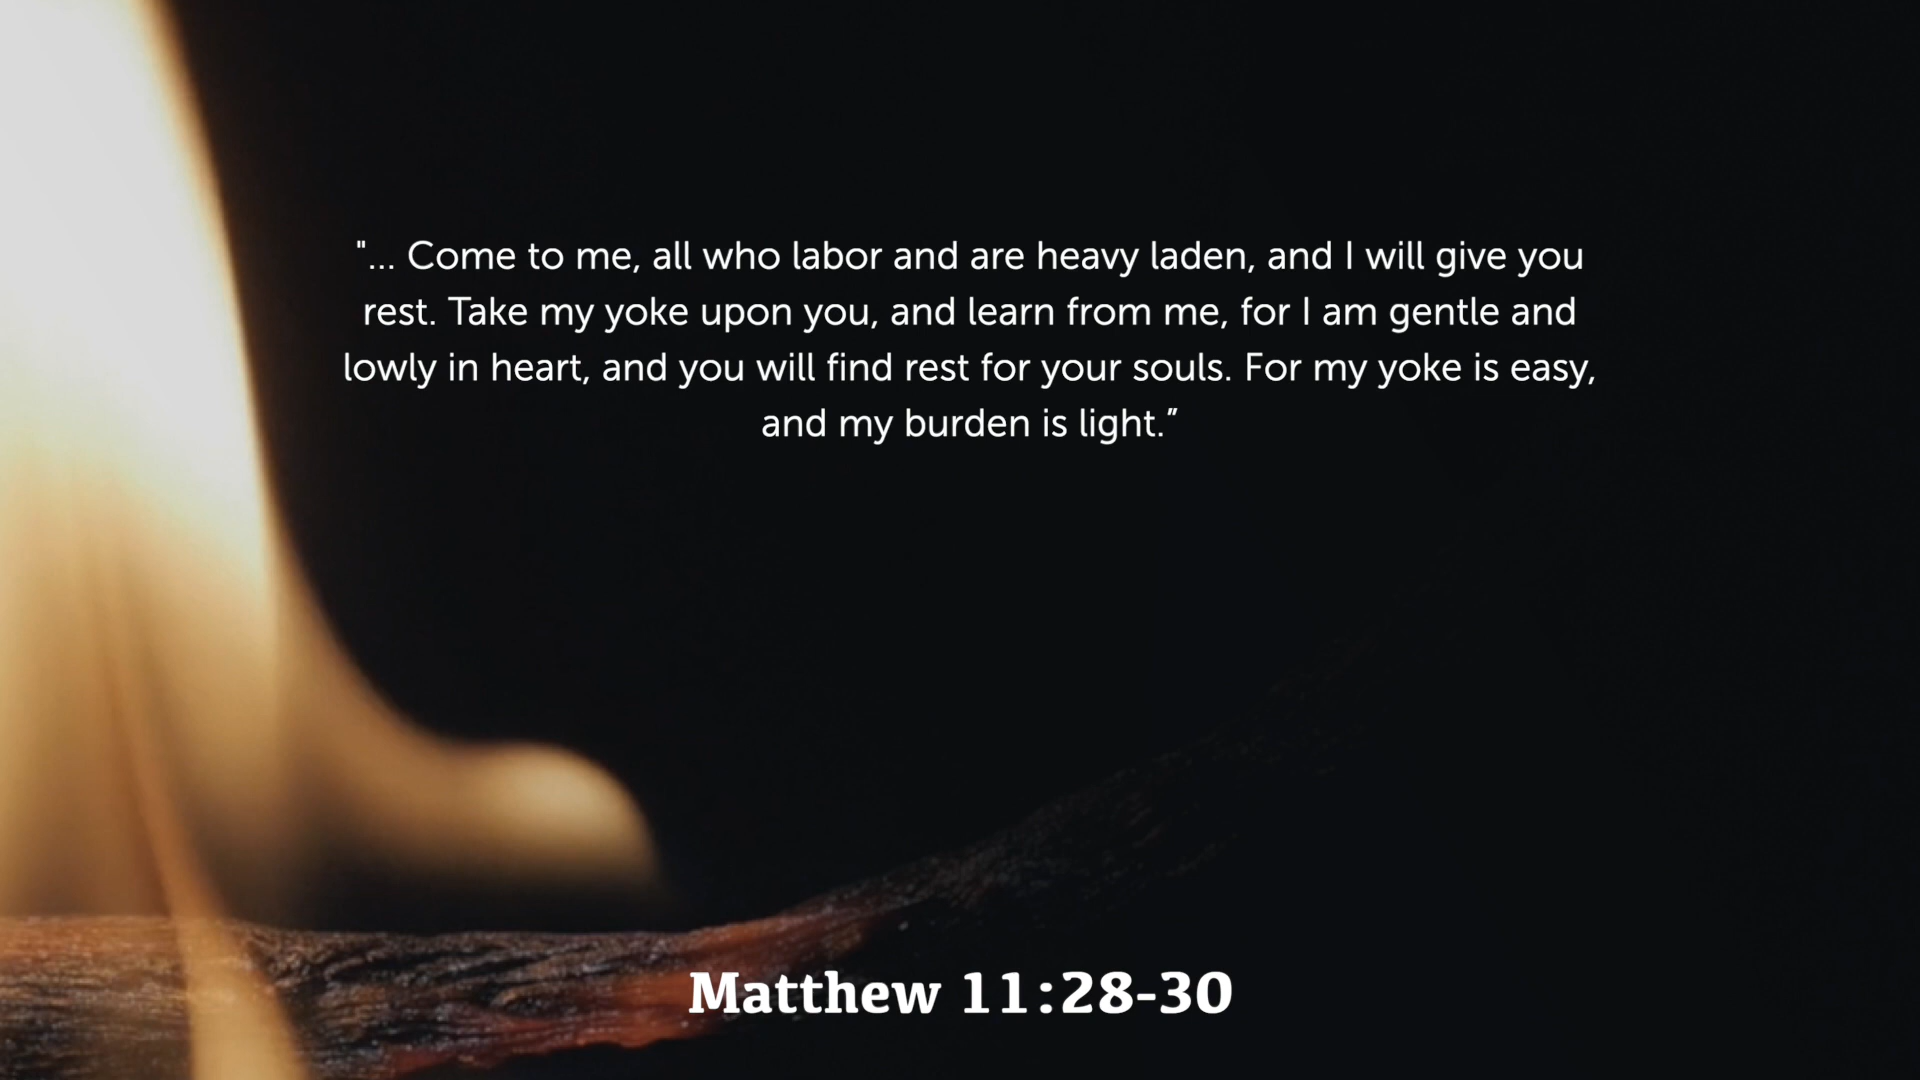 "... Come to me, all who labor and are heavy laden, and I will give you
rest. Take my yoke upon you, and learn from me, for I am gentle and
lowly in heart, and you will find rest for your souls. For my yoke is easy,
and my burden is light.”
Matthew 11:28-30